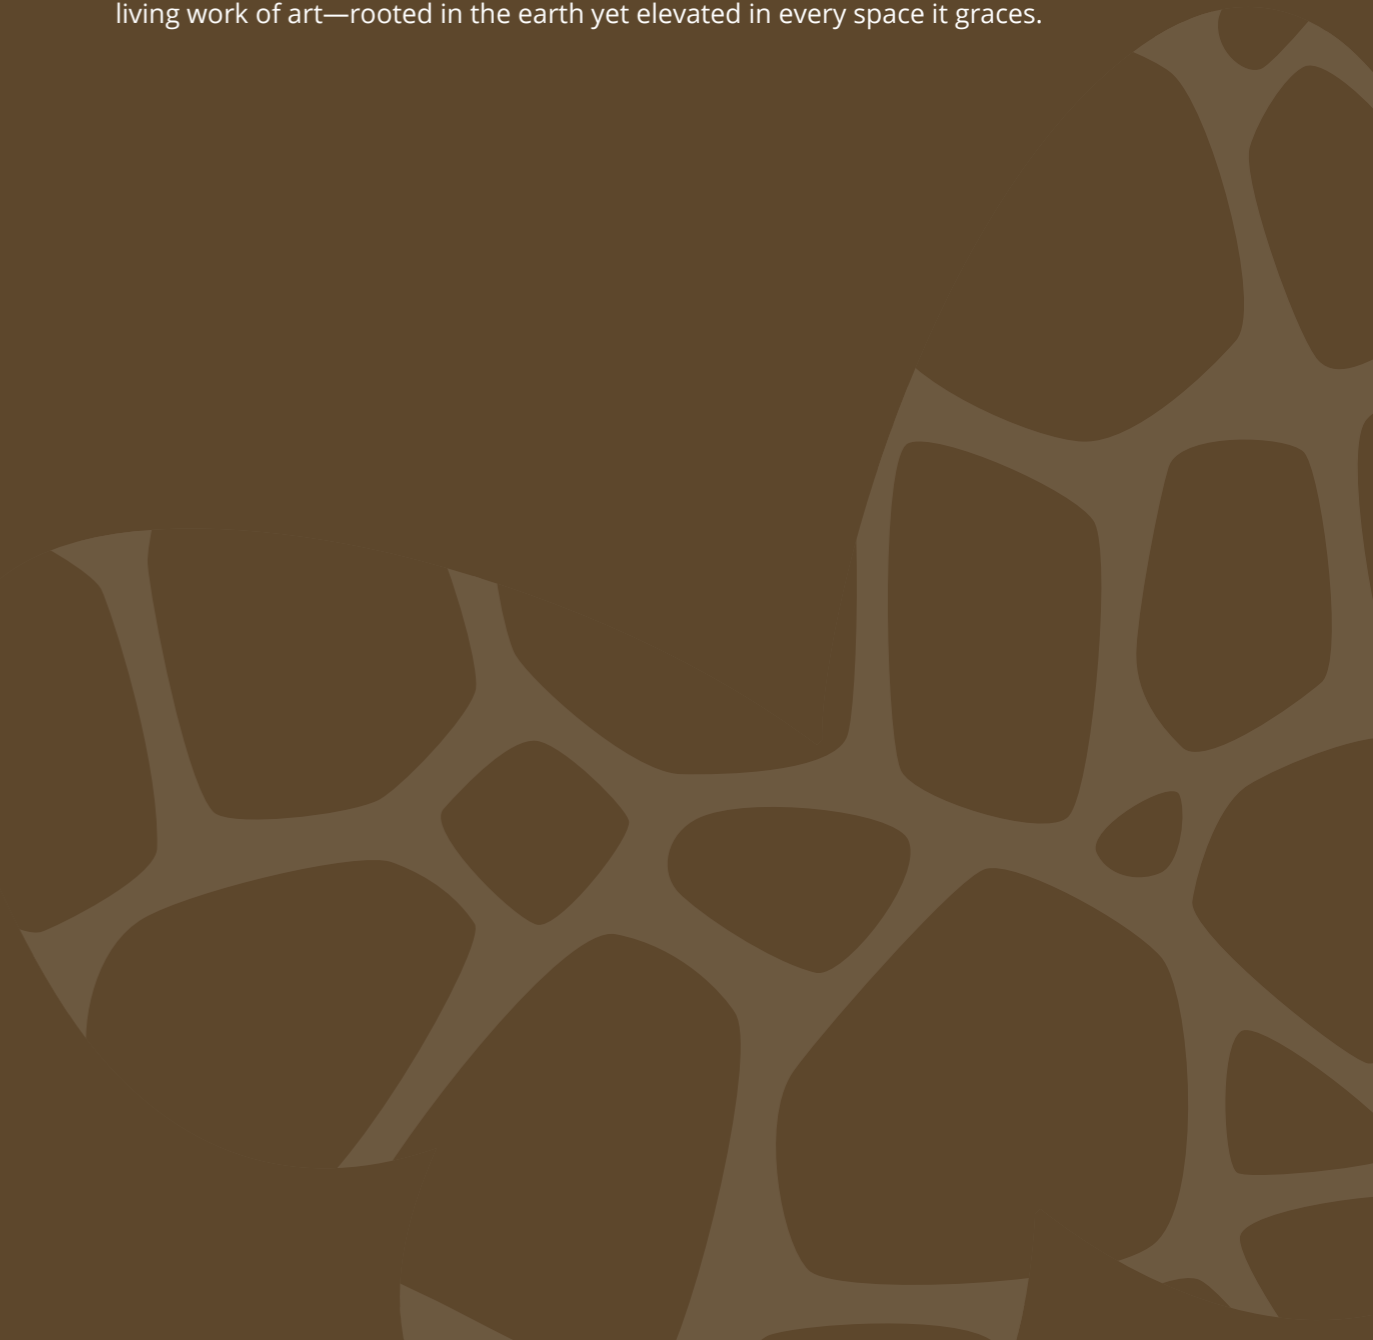 living work of art—rooted in the earth yet elevated in every space it graces.